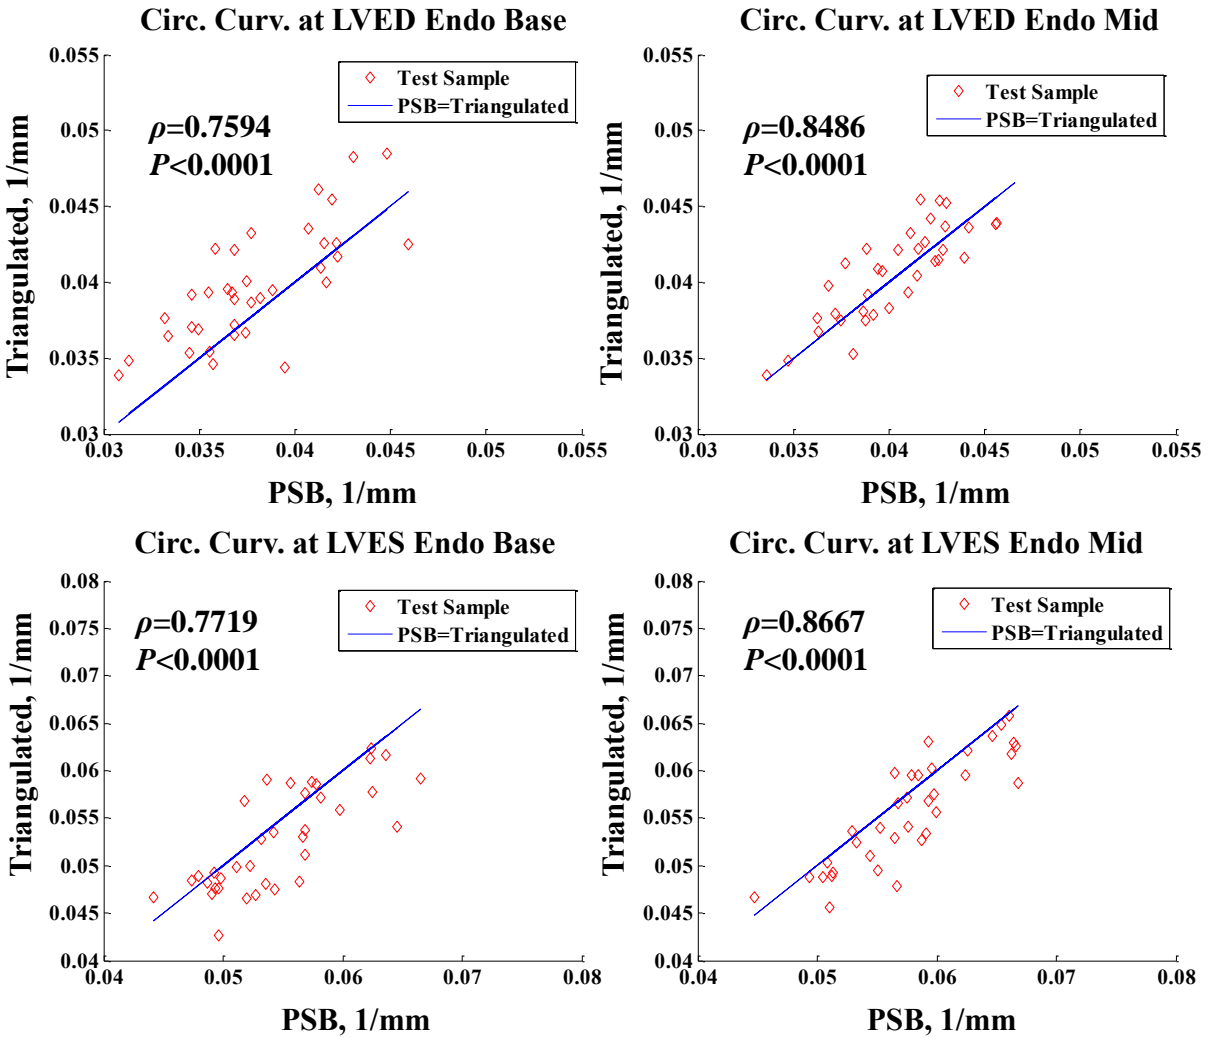 Circ. Curv. at LVED Endo Base
0.055
0.05
0.045
0.04
0.035
0.03
Triangulated, 1/mm
ρ=0.7594
P<0.0001
Test Sample
PSB=Triangulated
0.03 0.035 0.04 0.045 0.05 0.055
PSB, 1/mm
Circ. Curv. at LVED Endo Mid
0.055
0.05
0.045
0.04
0.035
0.03
Triangulated, 1/mm
ρ=0.8486
P<0.0001
Test Sample
PSB=Triangulated
0.03 0.035 0.04 0.045 0.05 0.055
PSB, 1/mm
Circ. Curv. at LVES Endo Base
0.08
0.075
0.07
0.065
0.06
0.055
0.05
0.045
0.04
Triangulated, 1/mm
ρ=0.7719
P<0.0001
Test Sample
PSB=Triangulated
0.04 0.05 0.06 0.07 0.08
PSB, 1/mm
Circ. Curv. at LVES Endo Mid
0.08
0.075
0.07
0.065
0.06
0.055
0.05
0.045
0.04
Triangulated, 1/mm
ρ=0.8667
P<0.0001
Test Sample
PSB=Triangulated
0.04 0.05 0.06 0.07 0.08
PSB, 1/mm